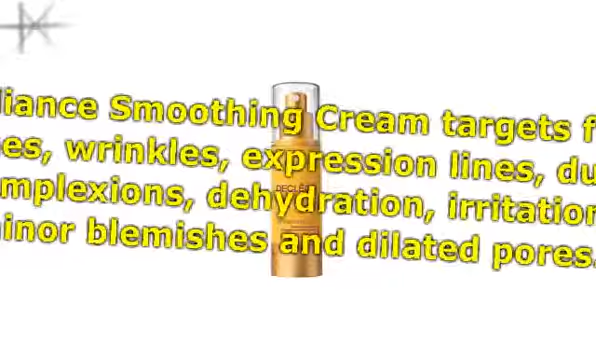 liance Smoothing Cream targets f
es, wrinkles, expression lines, du
mplexions, dehydration, irritation
inor blemishes and dilated pores.